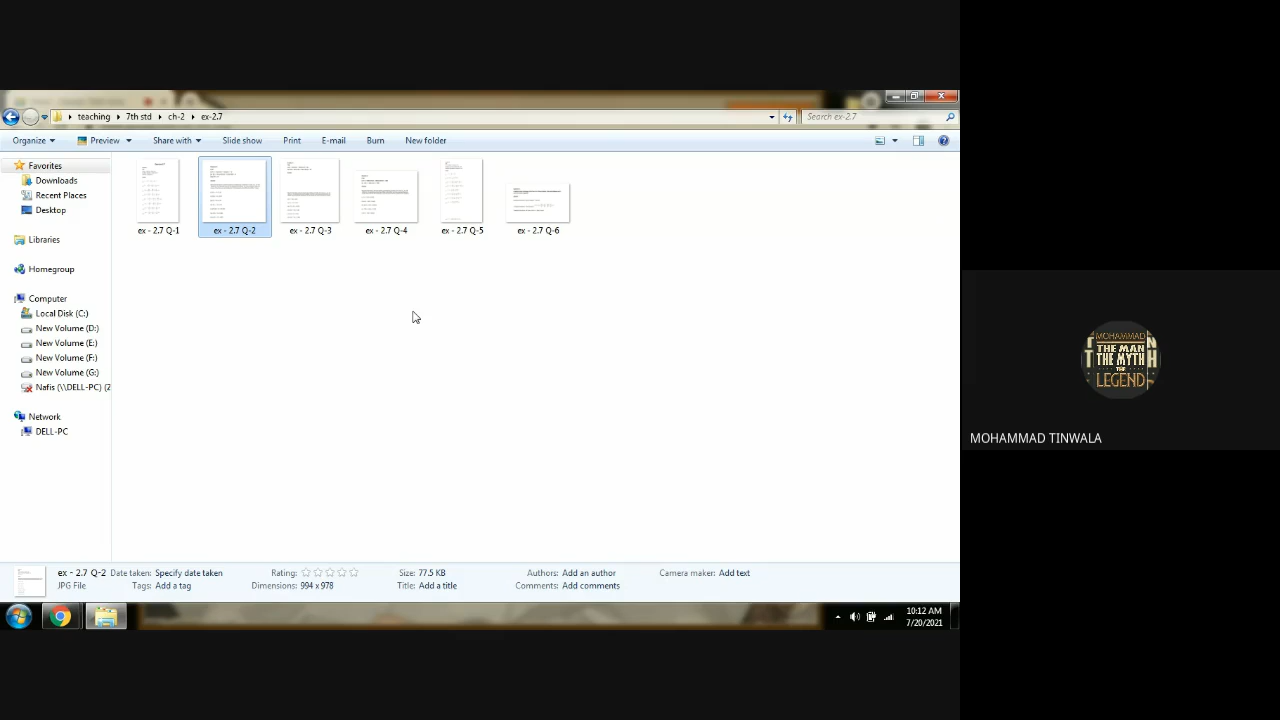 teaching ▸ 7th std ▸ ch-2 ▸ ex-2.7
Search ex-2.7
Organize Preview Share with Slide show Print E-mail Burn New folder
Favorites
Downloads
Recent Places
Desktop
Libraries
Homegroup
Computer
Local Disk (C:)
New Volume (D:)
New Volume (E:)
New Volume (F:)
New Volume (G:)
Nafis (\\DELL-PC) (Z
Network
DELL-PC
ex - 2.7 Q-1
ex - 2.7 Q-2
ex - 2.7 Q-3
ex - 2.7 Q-4
ex - 2.7 Q-5
ex - 2.7 Q-6
ex - 2.7 Q-2 Date taken: Specify date taken Rating: Size: 77.5 KB Authors: Add an author Camera maker: Add text
JPG File Tags: Add a tag Dimensions: 994 x 978 Title: Add a title Comments: Add comments
10:12 AM
7/20/2021
MOHAMMAD
THE MAN
THE MYTH
THE
LEGEND
MOHAMMAD TINWALA